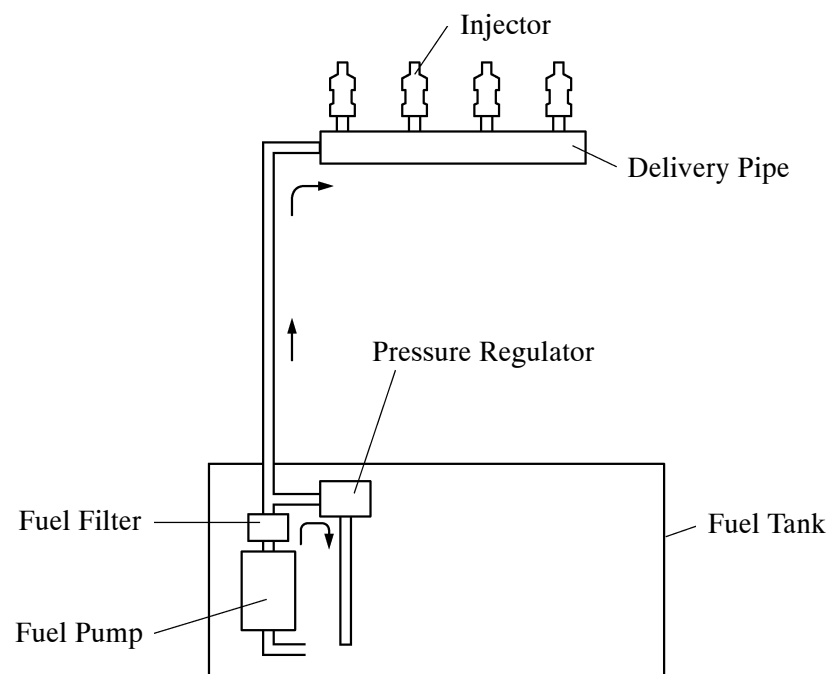 Injector
Delivery Pipe
Pressure Regulator
Fuel Filter
Fuel Tank
Fuel Pump